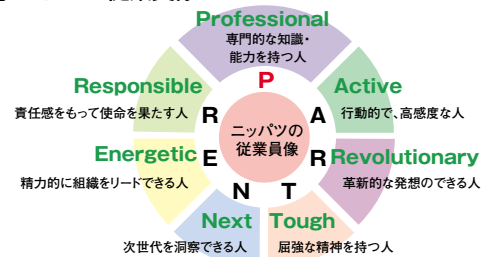 Professional
専門的な知識・
能力を持つ人
P
Active
行動的で、高感度な人
A
Revolutionary
革新的な発想のできる人
R
Tough
屈強な精神を持つ人
T
Next
次世代を洞察できる人
N
Energetic
精力的に組織をリードできる人
E
Responsible
責任感をもって使命を果たす人
R
ニッパツの
従業員像